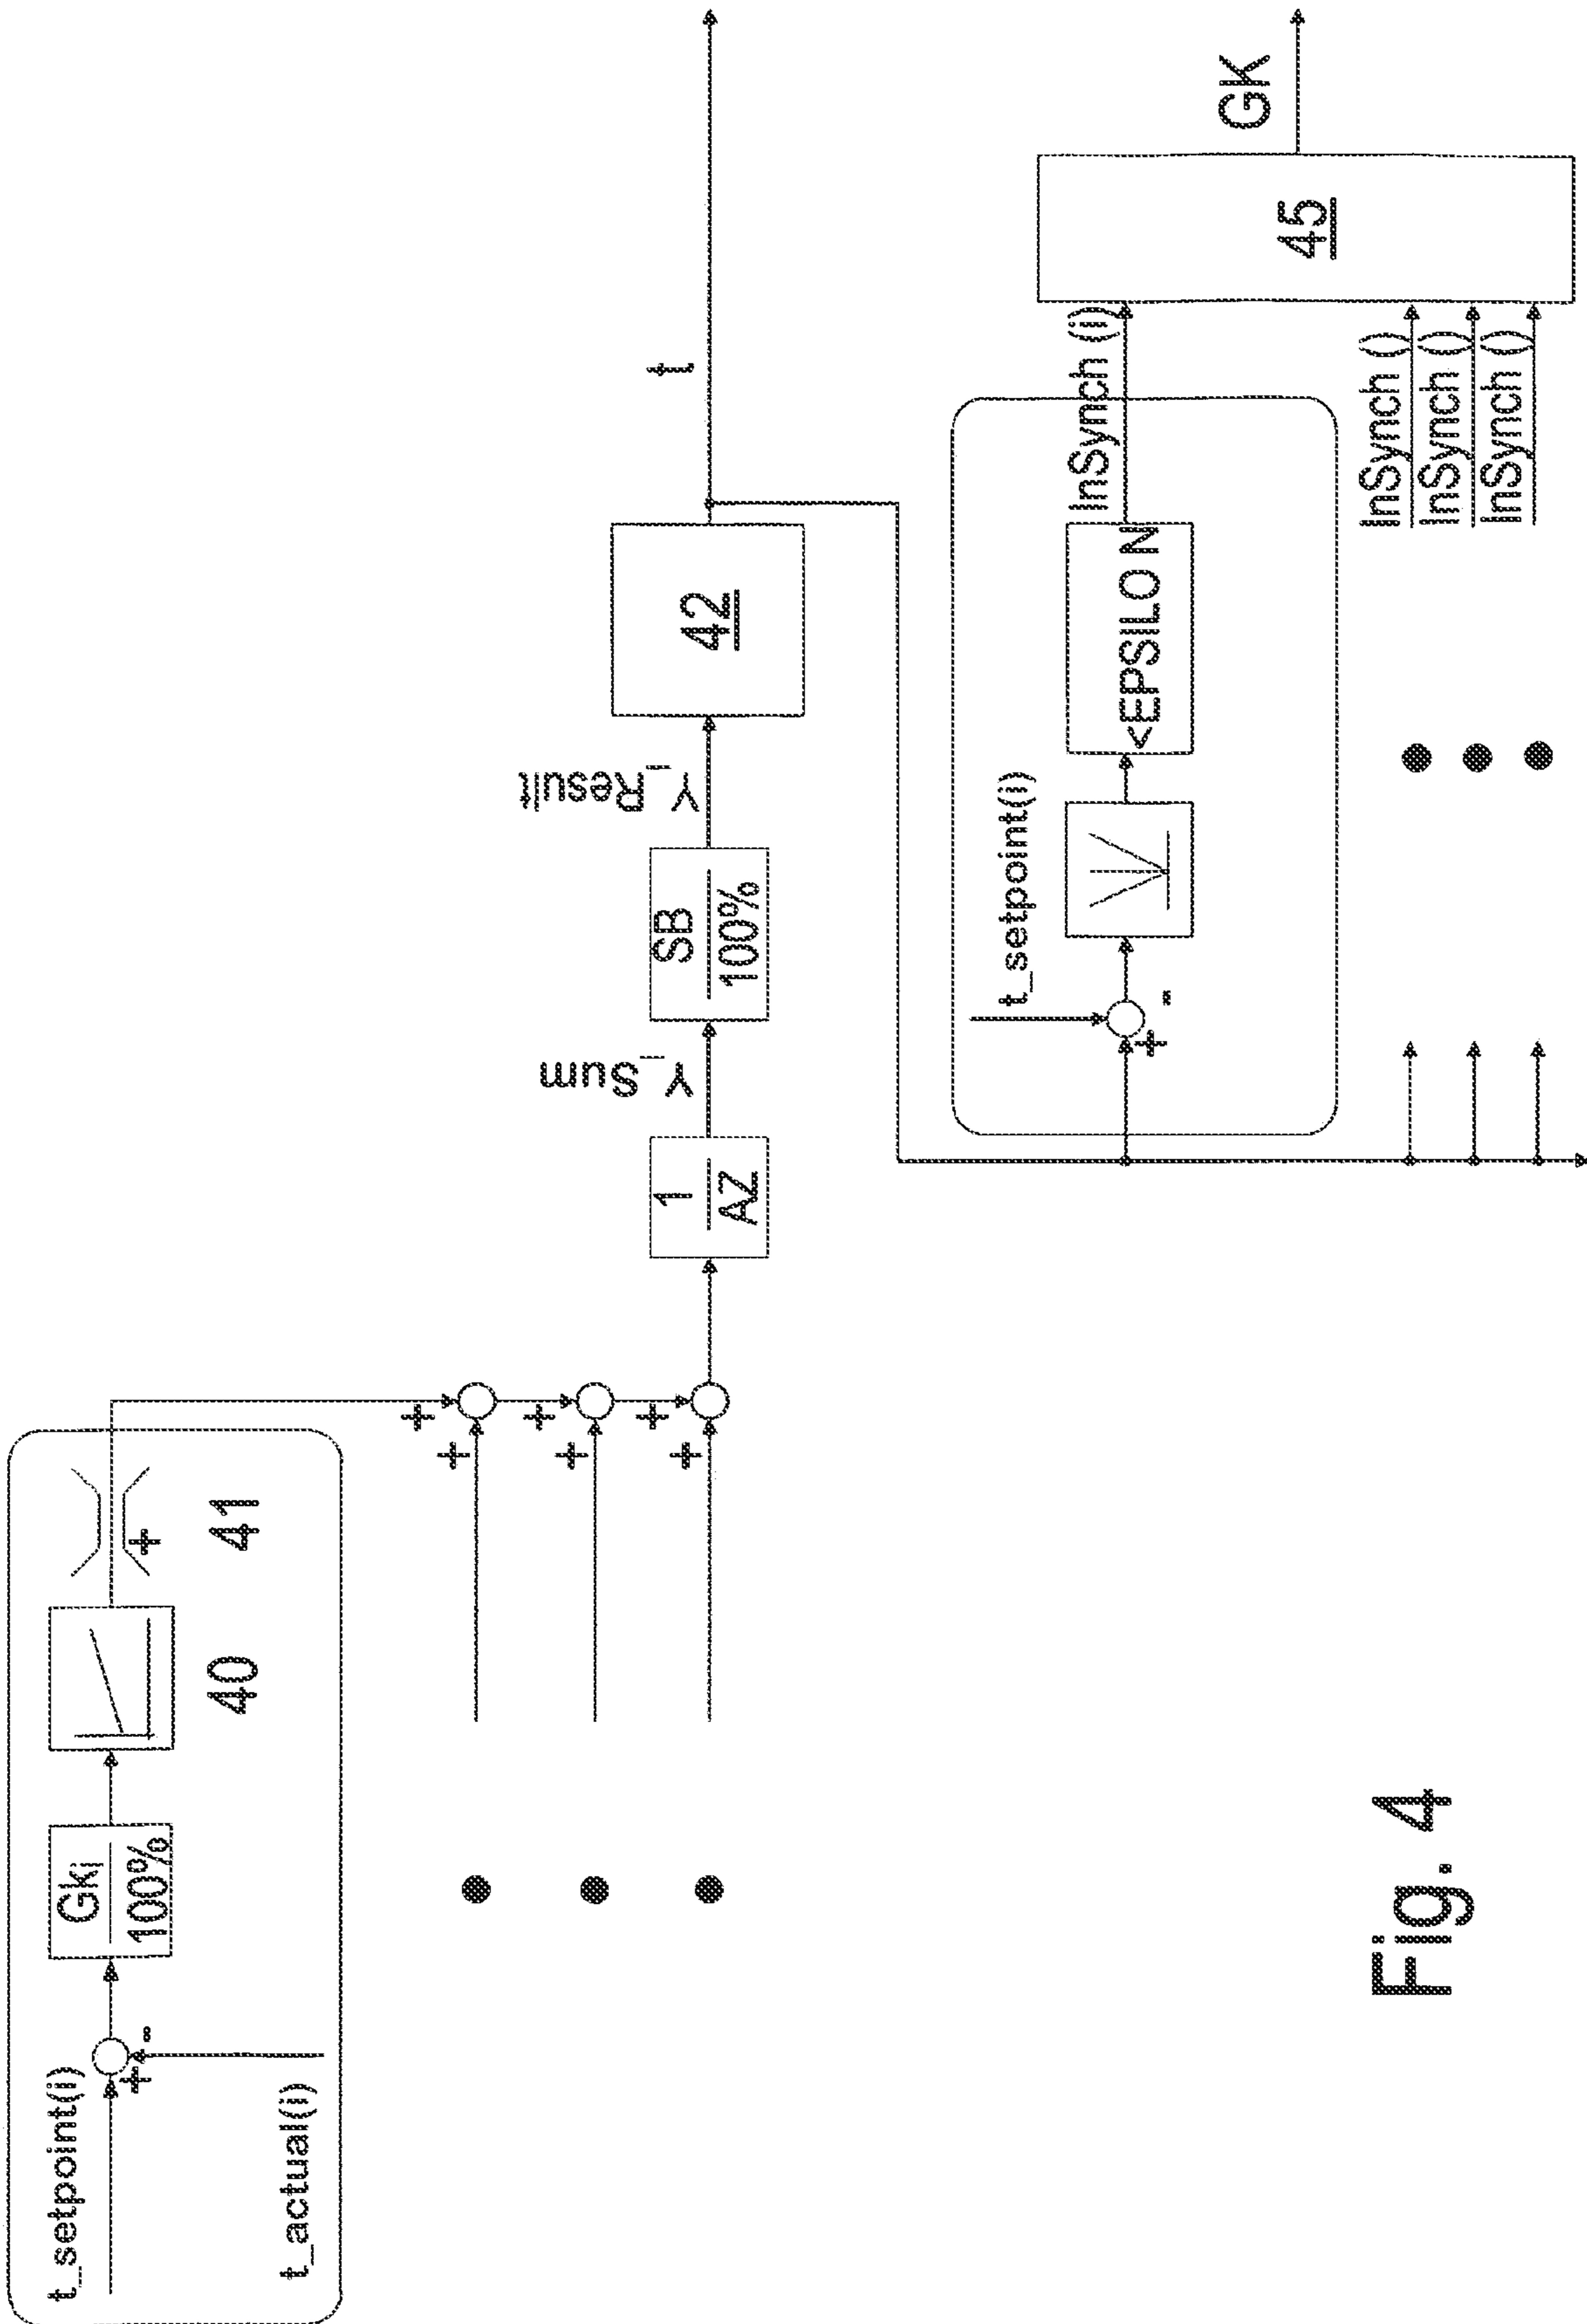 t_setpoint(i)
+
-
t_actual(i)
Gki
100%
40
+
41
+
+
+
+
+
+
1
AZ
Y_Sum
SB
100%
Y_Result
42
t
t_setpoint(i)
+
-
<EPSILO N
InSynch (i)
InSynch ()
InSynch ()
InSynch ()
45
GK
Fig. 4